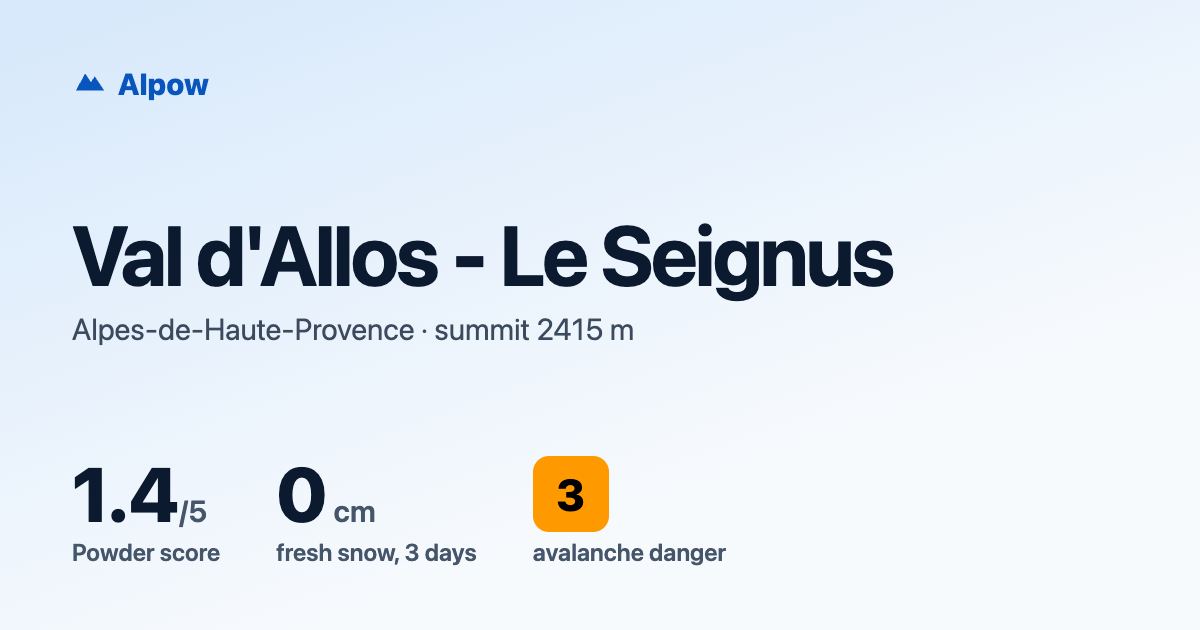 Alpow
Val d'Allos - Le Seignus
Alpes-de-Haute-Provence · summit 2415 m
1.4/5
Powder score
0 cm
fresh snow, 3 days
3
avalanche danger